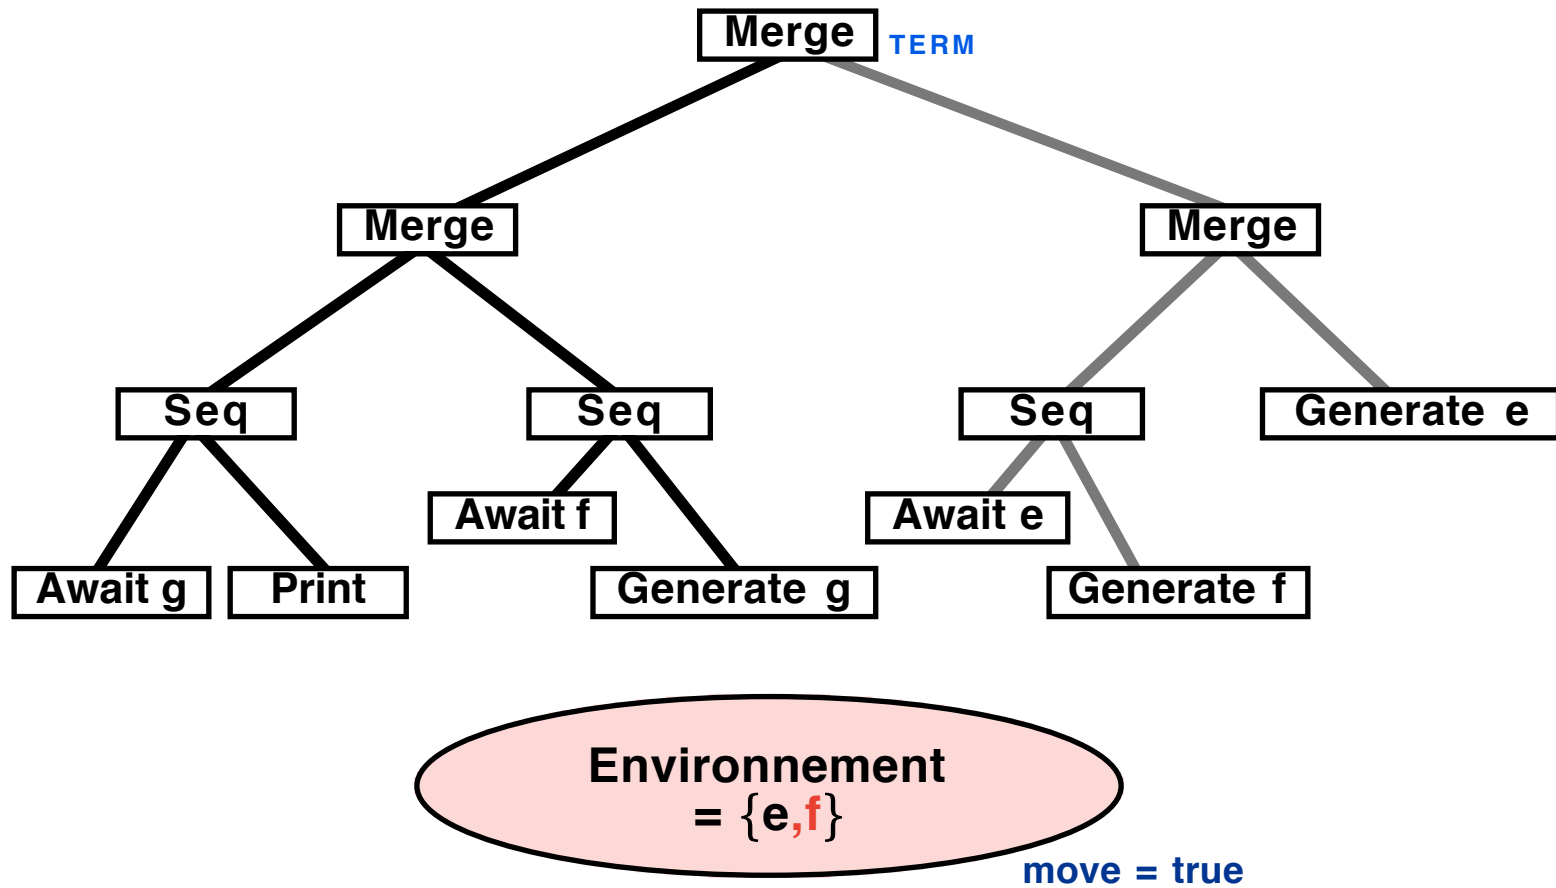 Merge
TERM
Merge
Merge
Seq
Seq
Seq
Generate e
Await f
Await e
Await g
Print
Generate g
Generate f
Environnement
= {e,f}
move = true